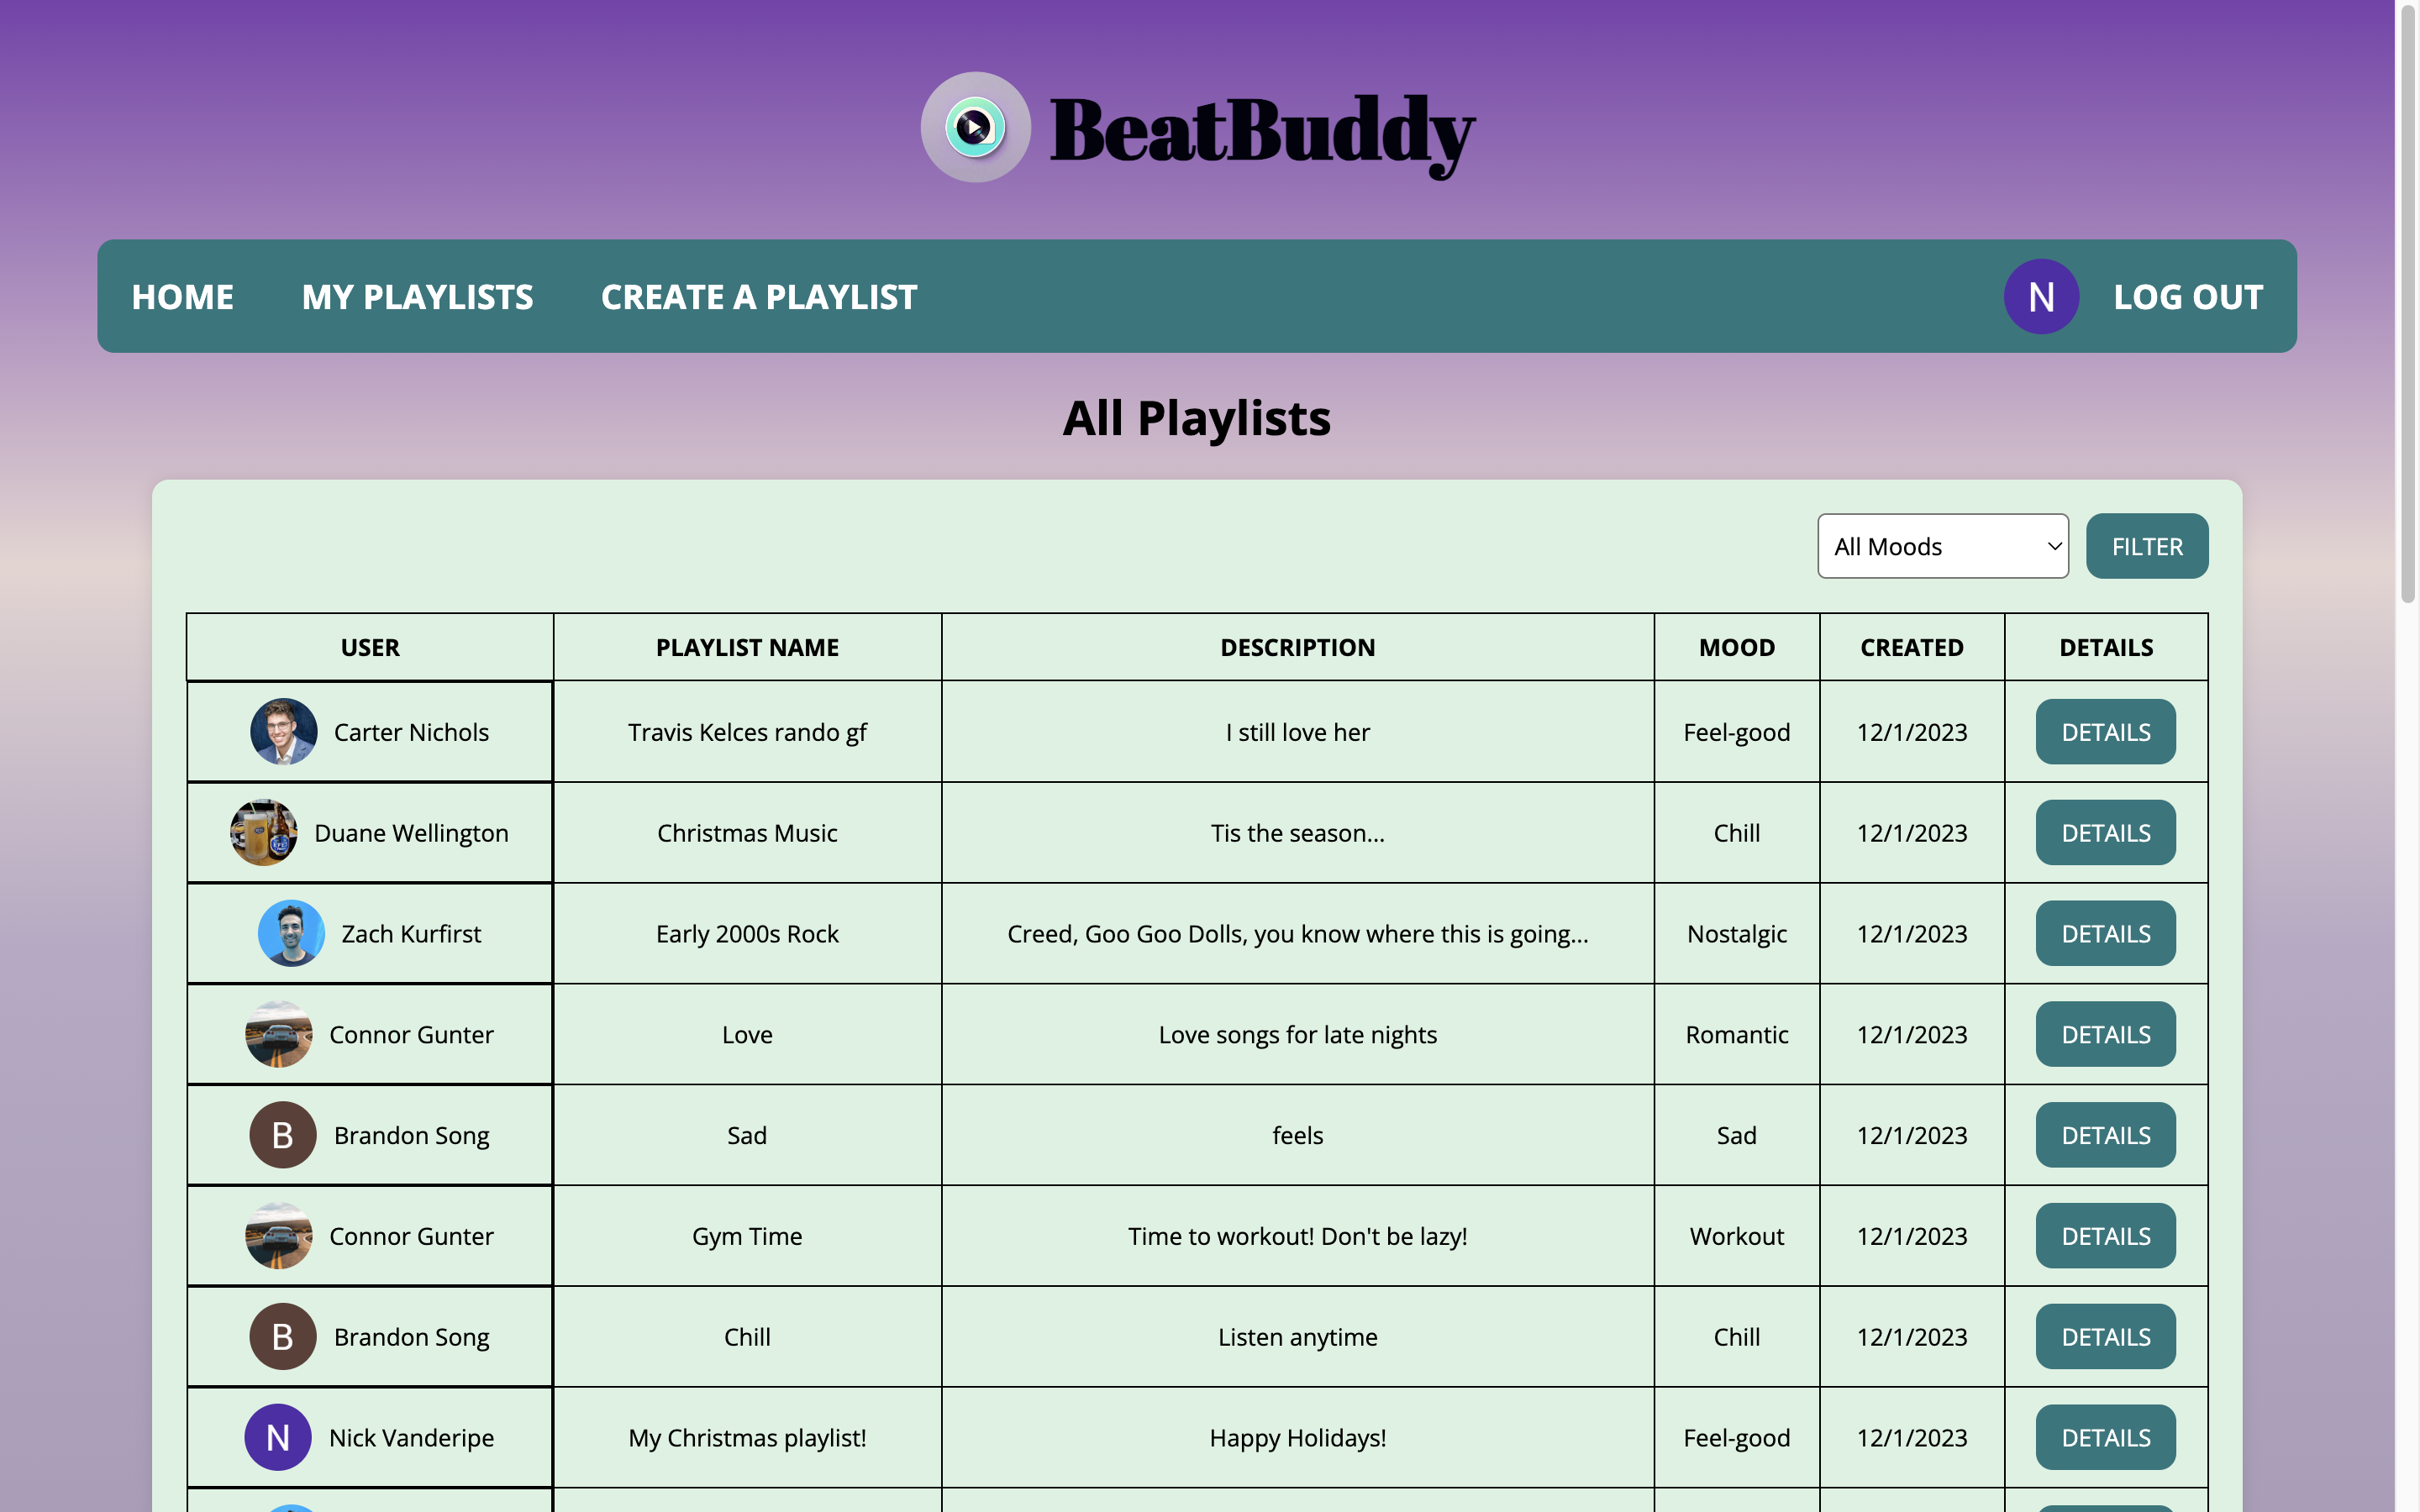 BeatBuddy
HOME MY PLAYLISTS CREATE A PLAYLIST N LOG OUT
All Playlists
All Moods FILTER
USER PLAYLIST NAME DESCRIPTION MOOD CREATED DETAILS
Carter Nichols Travis Kelces rando gf I still love her Feel-good 12/1/2023 DETAILS
Duane Wellington Christmas Music Tis the season... Chill 12/1/2023 DETAILS
Zach Kurfirst Early 2000s Rock Creed, Goo Goo Dolls, you know where this is going... Nostalgic 12/1/2023 DETAILS
Connor Gunter Love Love songs for late nights Romantic 12/1/2023 DETAILS
B Brandon Song Sad feels Sad 12/1/2023 DETAILS
Connor Gunter Gym Time Time to workout! Don't be lazy! Workout 12/1/2023 DETAILS
B Brandon Song Chill Listen anytime Chill 12/1/2023 DETAILS
N Nick Vanderipe My Christmas playlist! Happy Holidays! Feel-good 12/1/2023 DETAILS